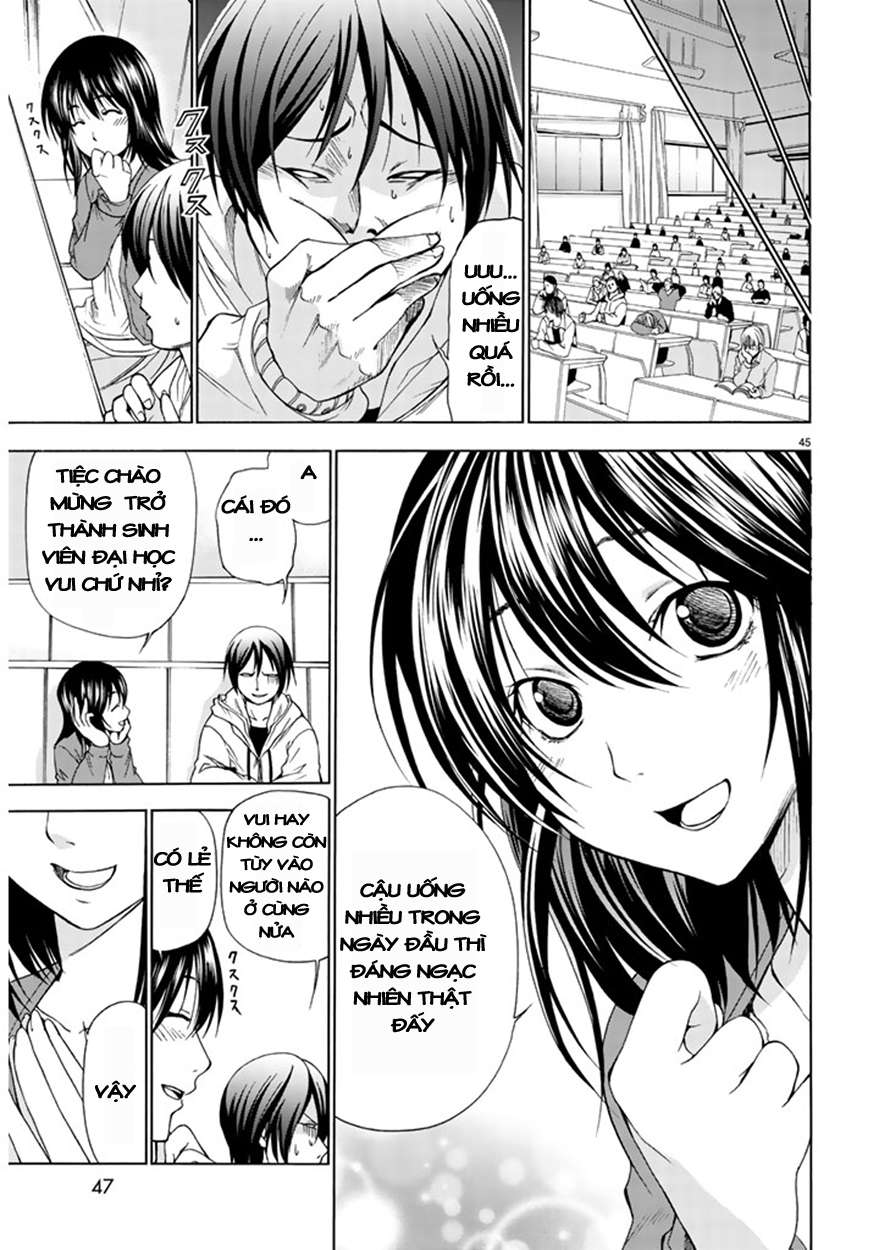 UUU...
UỐNG
NHIỀU
QUÁ
RỒI...
クスークス
クスクス
45
CẬU UỐNG
NHIỀU TRONG
NGÀY ĐẦU THÌ
ĐÁNG NGẠC
NHIÊN THẬT
ĐẤY
A
CÁI ĐÓ
...
TIỆC CHÀO
MỪNG TRỞ
THÀNH SINH
VIÊN ĐẠI HỌC
VUI CHỨ NHỈ?
VUI HAY
KHÔNG CÒN
TÙY VÀO
NGƯỜI NÀO
Ở CÙNG
NỬA
CÓ LẺ
THẾ
クスクス
VẬY
47